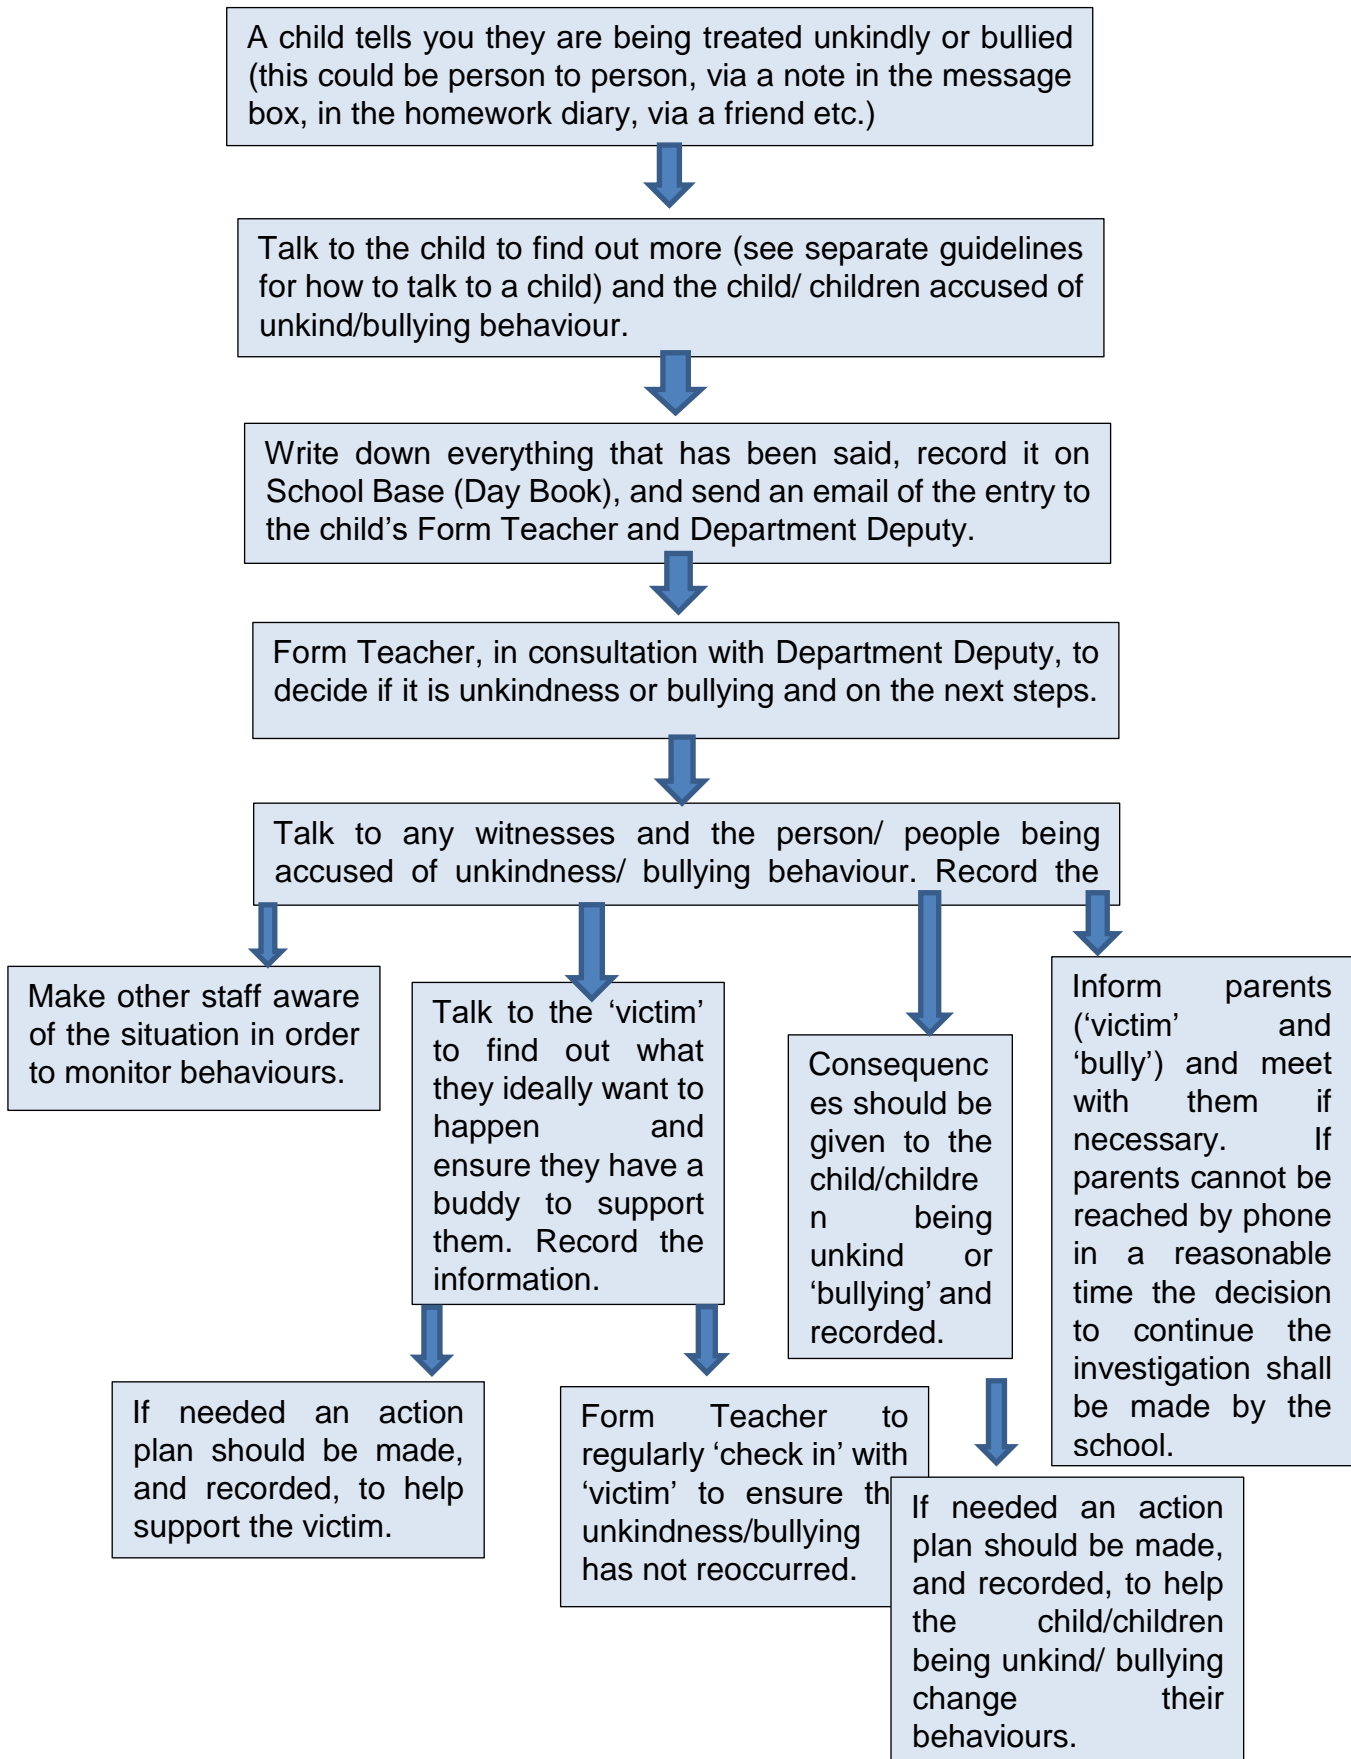 A child tells you they are being treated unkindly or bullied
(this could be person to person, via a note in the message
box, in the homework diary, via a friend etc.)
Talk to the child to find out more (see separate guidelines
for how to talk to a child) and the child/ children accused of
unkind/bullying behaviour.
Write down everything that has been said, record it on
School Base (Day Book), and send an email of the entry to
the child’s Form Teacher and Department Deputy.
Form Teacher, in consultation with Department Deputy, to
decide if it is unkindness or bullying and on the next steps.
Talk to any witnesses and the person/ people being
accused of unkindness/ bullying behaviour. Record the
Make other staff aware
of the situation in order
to monitor behaviours.
Talk to the ‘victim’
to find out what
they ideally want to
happen and
ensure they have a
buddy to support
them. Record the
information.
Consequenc
es should be
given to the
child/childre
n being
unkind or
‘bullying’ and
recorded.
Inform parents
(‘victim’ and
‘bully’) and meet
with them if
necessary. If
parents cannot be
reached by phone
in a reasonable
time the decision
to continue the
investigation shall
be made by the
school.
If needed an action
plan should be made,
and recorded, to help
support the victim.
Form Teacher to
regularly ‘check in’ with
‘victim’ to ensure th
unkindness/bullying
has not reoccurred.
If needed an action
plan should be made,
and recorded, to help
the child/children
being unkind/ bullying
change their
behaviours.